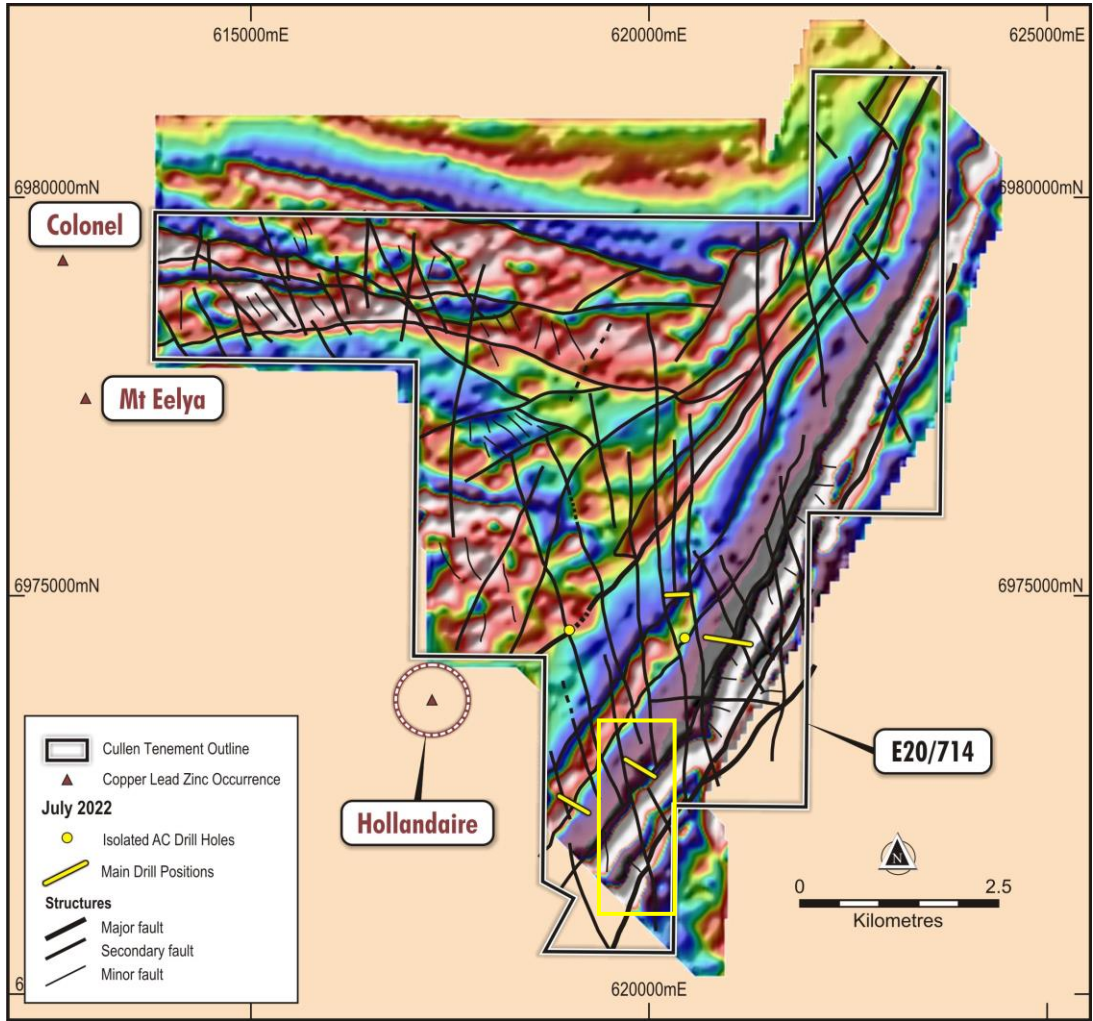 615000mE
620000mE
625000mE
6980000mN
6980000mN
Colonel
Mt Eelya
6975000mN
6975000mN
Hollandaire
E20/714
Cullen Tenement Outline
Copper Lead Zinc Occurrence
July 2022
Isolated AC Drill Holes
Main Drill Positions
Structures
Major fault
Secondary fault
Minor fault
N
0
2.5
Kilometres
6
620000mE